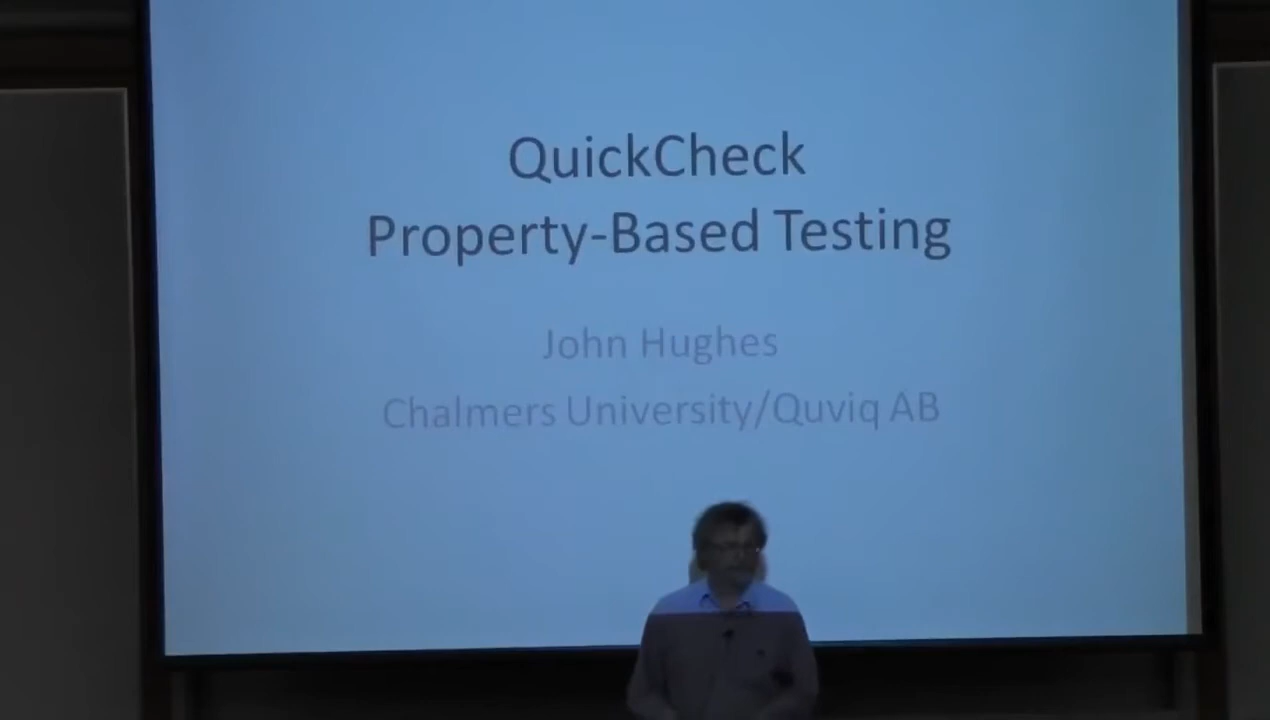 QuickCheck
Property-Based Testing
John Hughes
Chalmers University/Quviq AB